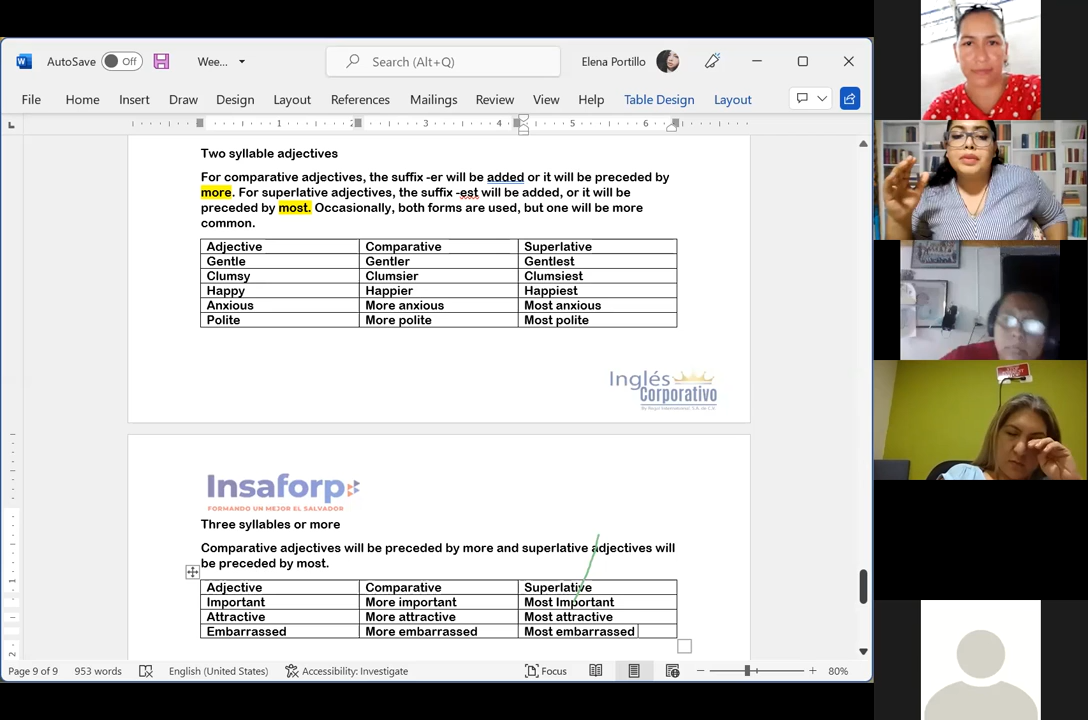 AutoSave Off Wee... Search (Alt+Q) Elena Portillo
File Home Insert Draw Design Layout References Mailings Review View Help Table Design Layout
1 2 3 4 5 6
Two syllable adjectives
For comparative adjectives, the suffix -er will be added or it will be preceded by
more. For superlative adjectives, the suffix -est will be added, or it will be
preceded by most. Occasionally, both forms are used, but one will be more
common.
Adjective Comparative Superlative
Gentle Gentler Gentlest
Clumsy Clumsier Clumsiest
Happy Happier Happiest
Anxious More anxious Most anxious
Polite More polite Most polite
Inglés
Corporativo
Insaforp
FORMANDO UN MEJOR EL SALVADOR
Three syllables or more
Comparative adjectives will be preceded by more and superlative adjectives will
be preceded by most.
Adjective Comparative Superlative
Important More important Most Important
Attractive More attractive Most attractive
Embarrassed More embarrassed Most embarrassed
Page 9 of 9 953 words English (United States) Accessibility: Investigate Focus 80%